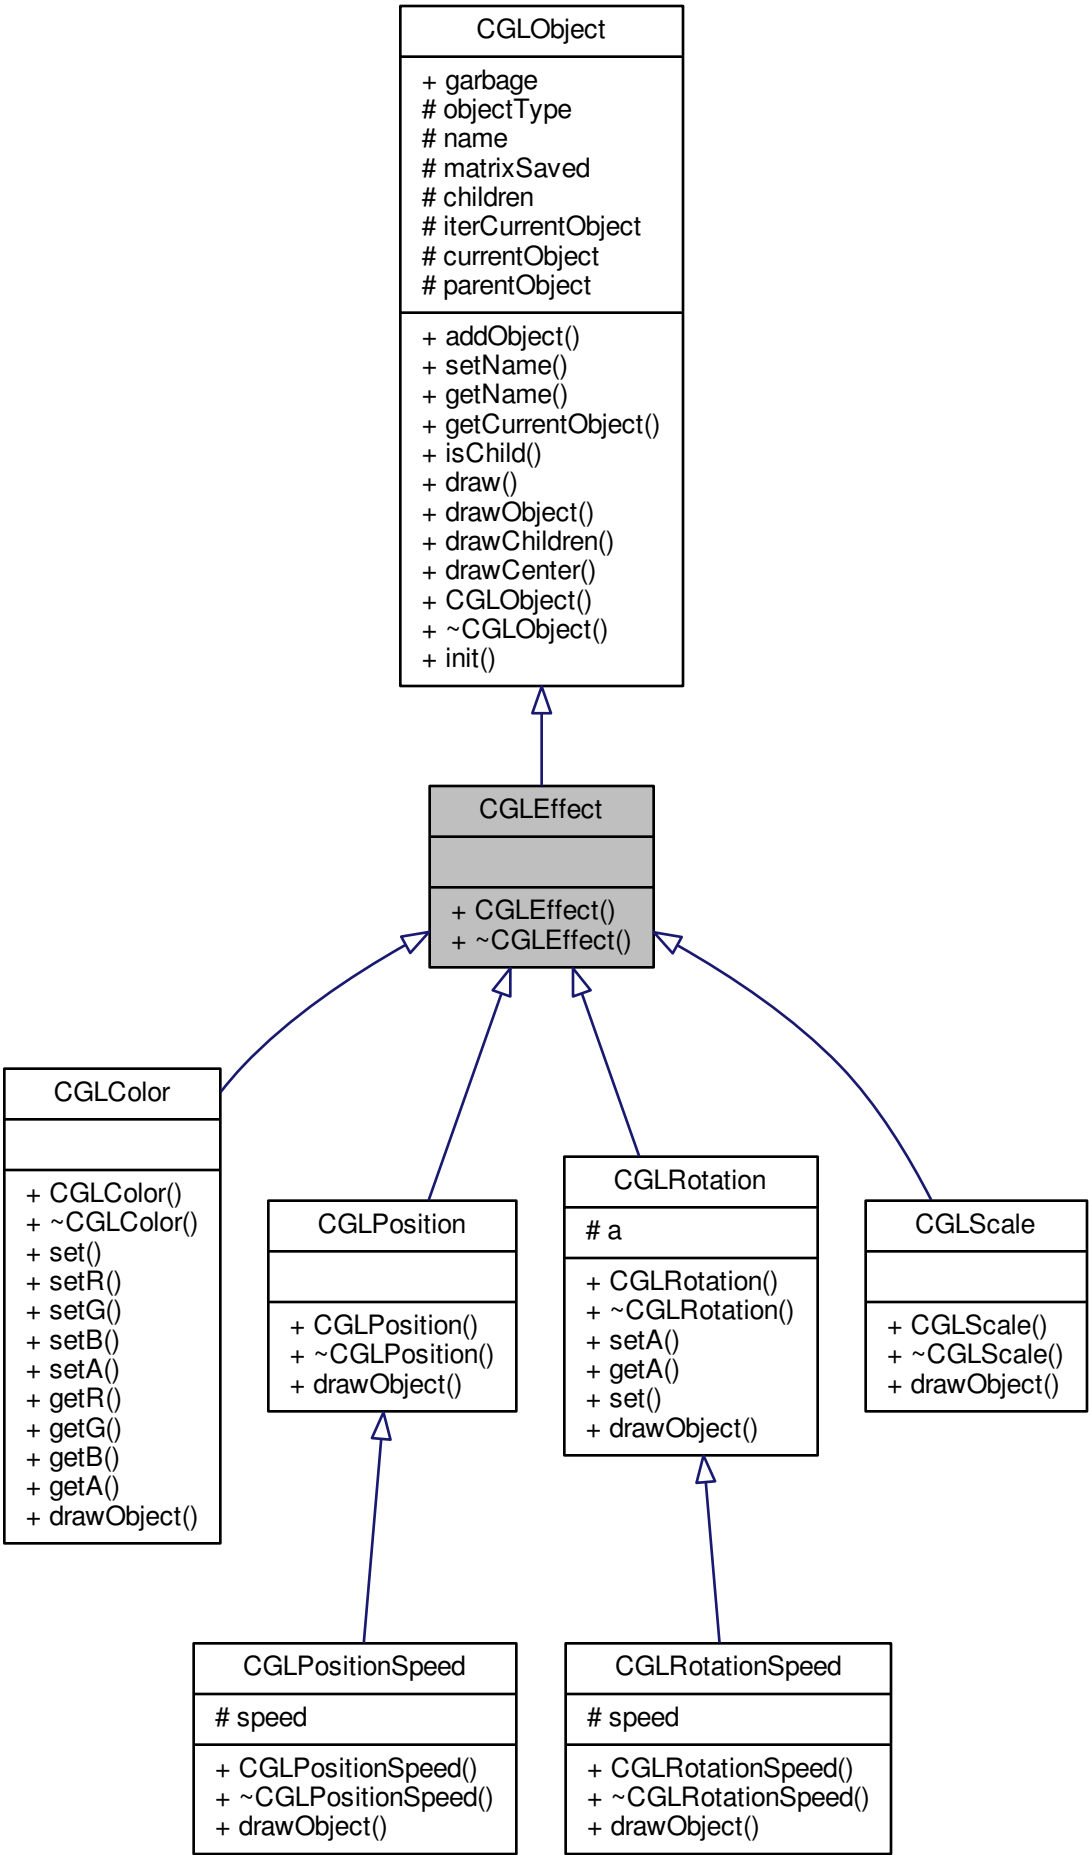 CGLObject
+ garbage
# objectType
# name
# matrixSaved
# children
# iterCurrentObject
# currentObject
# parentObject
+ addObject()
+ setName()
+ getName()
+ getCurrentObject()
+ isChild()
+ draw()
+ drawObject()
+ drawChildren()
+ drawCenter()
+ CGLObject()
+ ~CGLObject()
+ init()
CGLEffect
+ CGLEffect()
+ ~CGLEffect()
CGLColor
+ CGLColor()
+ ~CGLColor()
+ set()
+ setR()
+ setG()
+ setB()
+ setA()
+ getR()
+ getG()
+ getB()
+ getA()
+ drawObject()
CGLPosition
+ CGLPosition()
+ ~CGLPosition()
+ drawObject()
CGLRotation
# a
+ CGLRotation()
+ ~CGLRotation()
+ setA()
+ getA()
+ set()
+ drawObject()
CGLScale
+ CGLScale()
+ ~CGLScale()
+ drawObject()
CGLPositionSpeed
# speed
+ CGLPositionSpeed()
+ ~CGLPositionSpeed()
+ drawObject()
CGLRotationSpeed
# speed
+ CGLRotationSpeed()
+ ~CGLRotationSpeed()
+ drawObject()